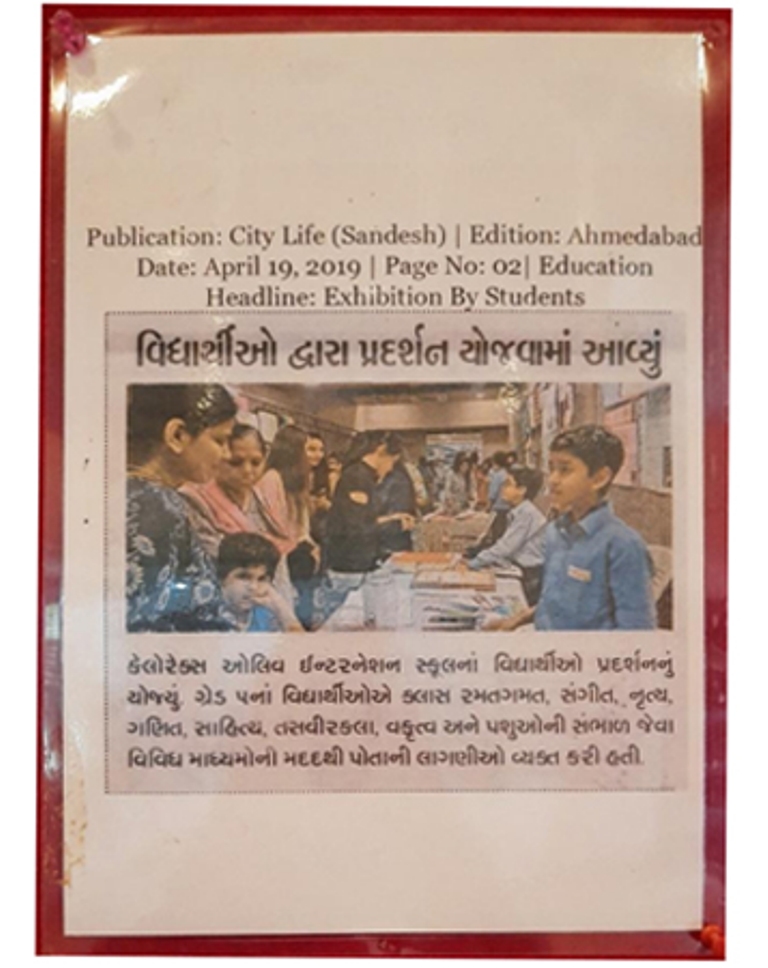 Publication: City Life (Sandesh) | Edition: Ahmedabad
Date: April 19, 2019 | Page No: 02| Education
Headline: Exhibition By Students
વિદ્યાર્થીઓ દ્વારા પ્રદર્શન યોજવામાં આવ્યું
કેલોરેક્સ ઓલિવ ઈન્ટરનેશન સ્કૂલનાં વિદ્યાર્થીઓ પ્રદર્શનનું
યોજ્યું. ગ્રેડ ૫નાં વિદ્યાર્થીઓએ ક્લાસ રમતગમત, સંગીત, નૃત્ય,
ગણિત, સાહિત્ય, તસવીરકલા, વકૃત્વ અને પશુઓની સંભાળ જેવા
વિવિધ માધ્યમોની મદદથી પોતાની લાગણીઓ વ્યક્ત કરી હતી.